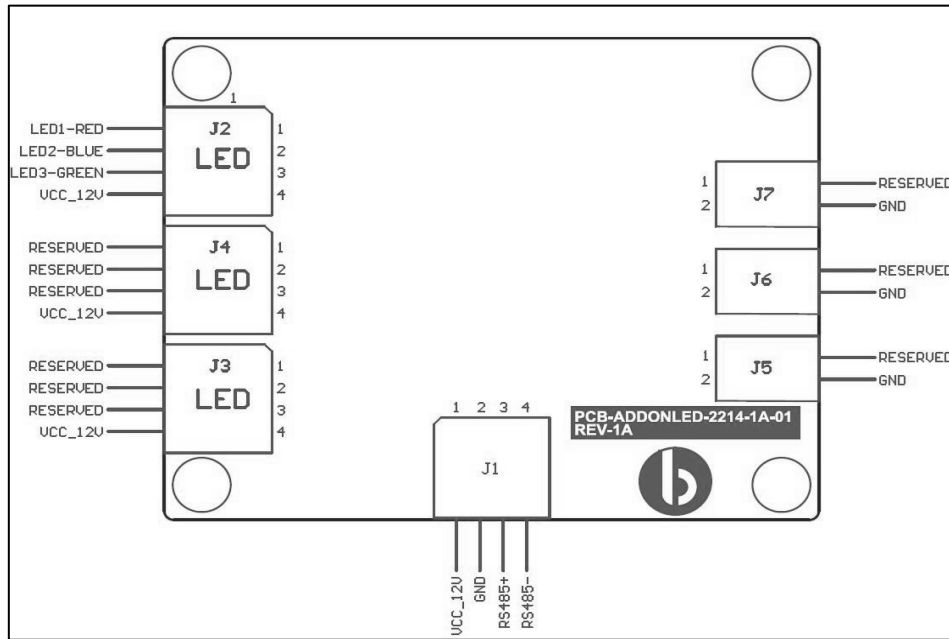 1
LED1-RED
LED2-BLUE
LED3-GREEN
VCC_12V
J2
LED
1
2
3
4
RESERVED
RESERVED
RESERVED
VCC_12V
J4
LED
1
2
3
4
RESERVED
RESERVED
RESERVED
VCC_12V
J3
LED
1
2
3
4
1
2
J7
RESERVED
GND
1
2
J6
RESERVED
GND
1
2
J5
RESERVED
GND
PCB-ADDONLED-2214-1A-01
REV-1A
b
1 2 3 4
J1
VCC_12V
GND
RS485+
RS485-